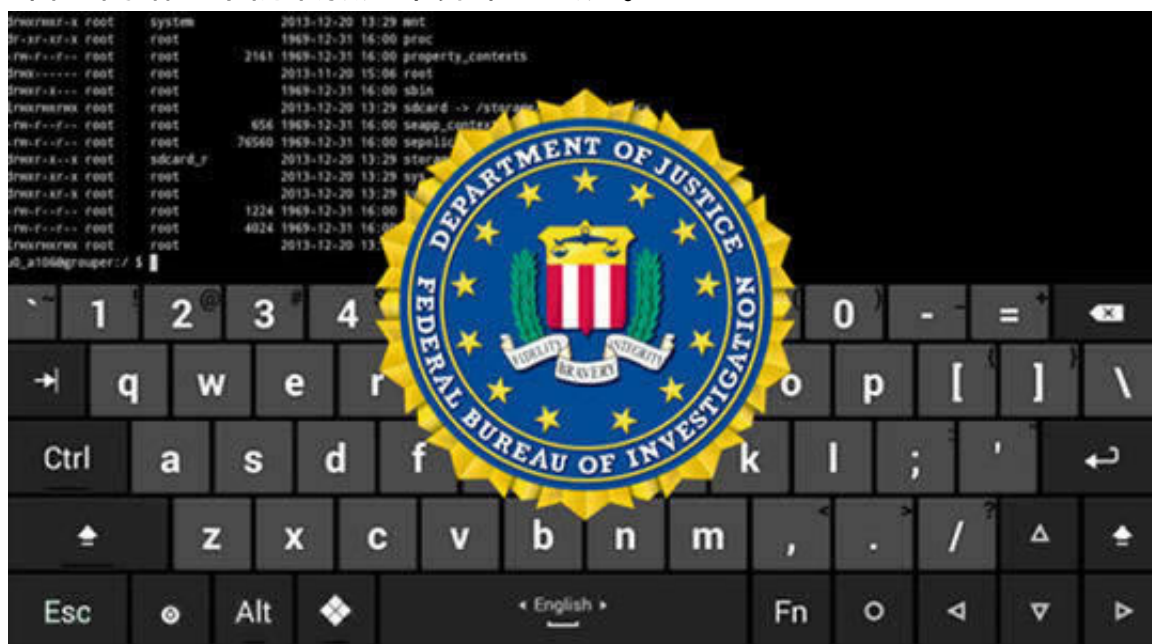 drwxrwxr-x root system 2013-12-20 13:29 mnt
dr-xr-xr-x root root 1969-12-31 16:00 proc
-rw-r--r-- root root 2161 1969-12-31 16:00 property_contexts
drwx------ root root 2013-11-20 15:06 root
drwxr-x--- root root 1969-12-31 16:00 sbin
lrwxrwxrwx root root 2013-12-20 13:29 sdcard ->
-rw-r--r-- root root 656 1969-12-31 16:00
-rw-r--r-- root root 76560 1969-12-31 16:00
drwxr-x--x root sdcard_r 2013-12-20 13:29
drwxr-xr-x root root 2013-12-20 13:29
drwxr-xr-x root root 2013-12-20 13:29
-rw-r--r-- root root 1224 1969-12-31 16:00
-rw-r--r-- root root 4024 1969-12-31 16:00
lrwxrwxrwx root root 2013-12-20
u0_a106@grouper:/ $
DEPARTMENT OF JUSTICE
FEDERAL BUREAU OF INVESTIGATION
FIDELITY BRAVERY INTEGRITY
` ~ 1 ! 2 @ 3 # 4 0 ) - _ = +
q w e r o p [ { ] } \
Ctrl a s d f k l ; : ' "
z x c v b n m , < . > / ?
Esc Alt English Fn